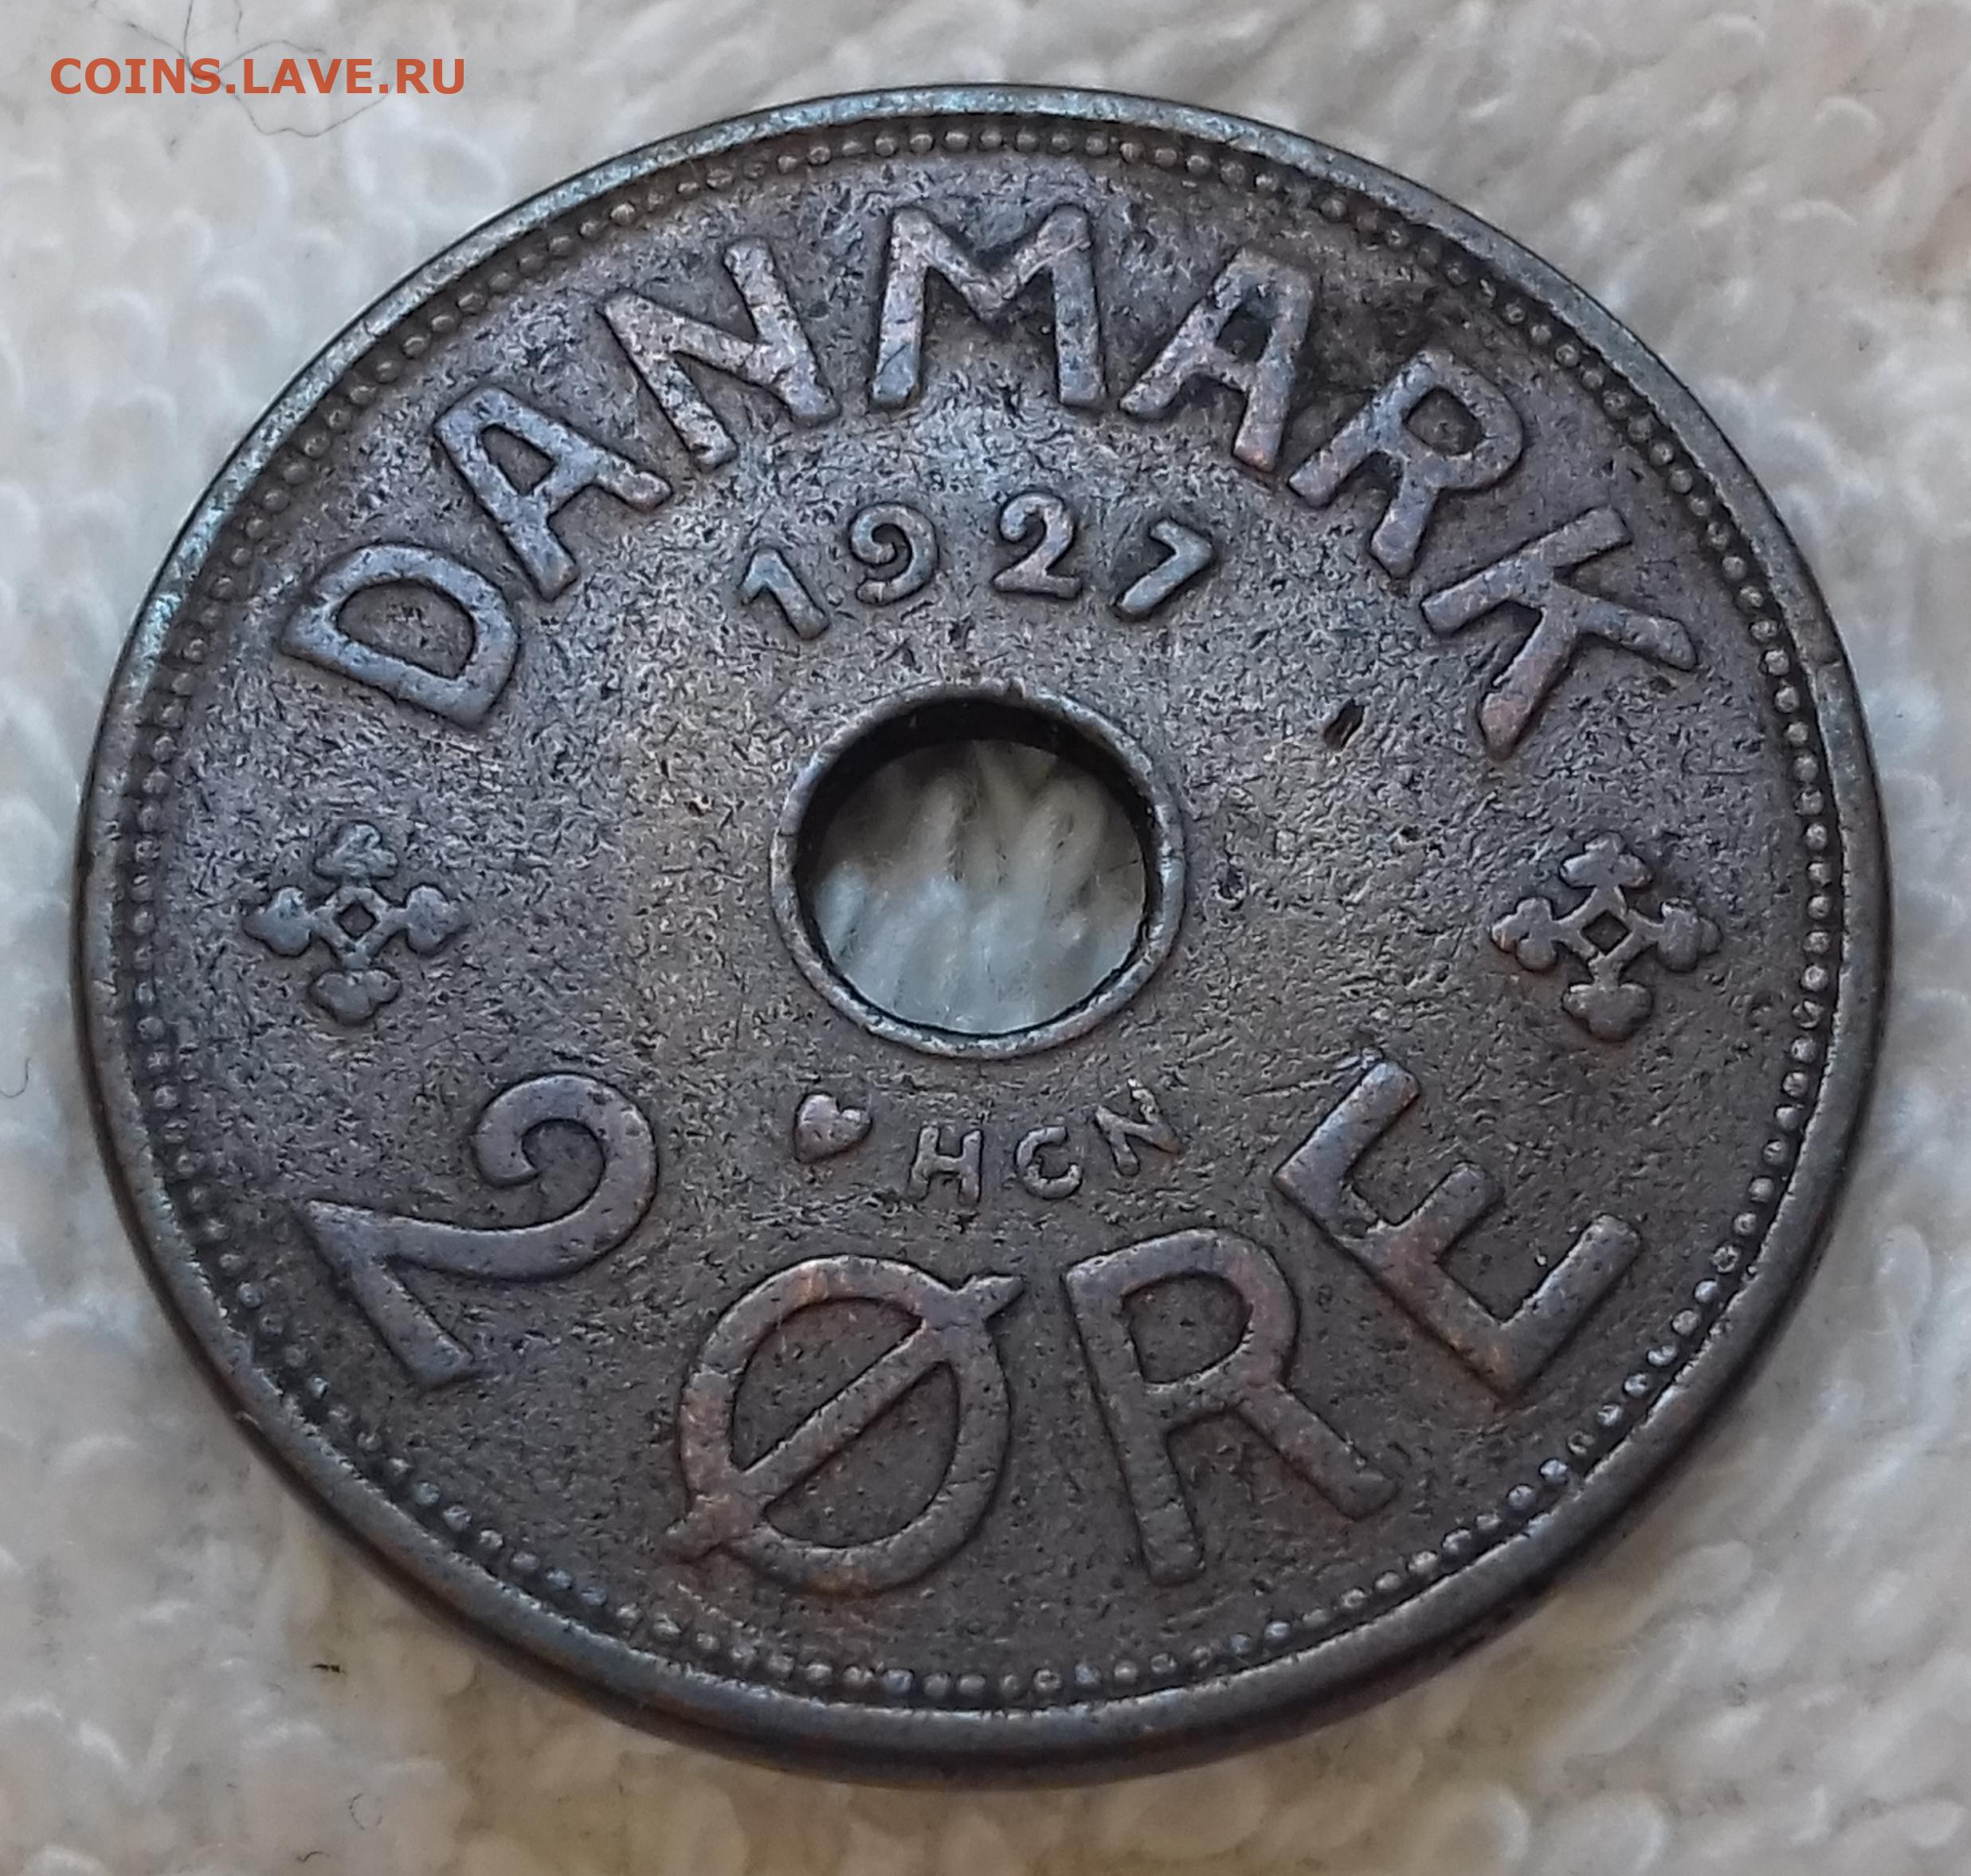 COINS.LAVE.RU
DANMARK
1927
♥ HCN
2 ØRE